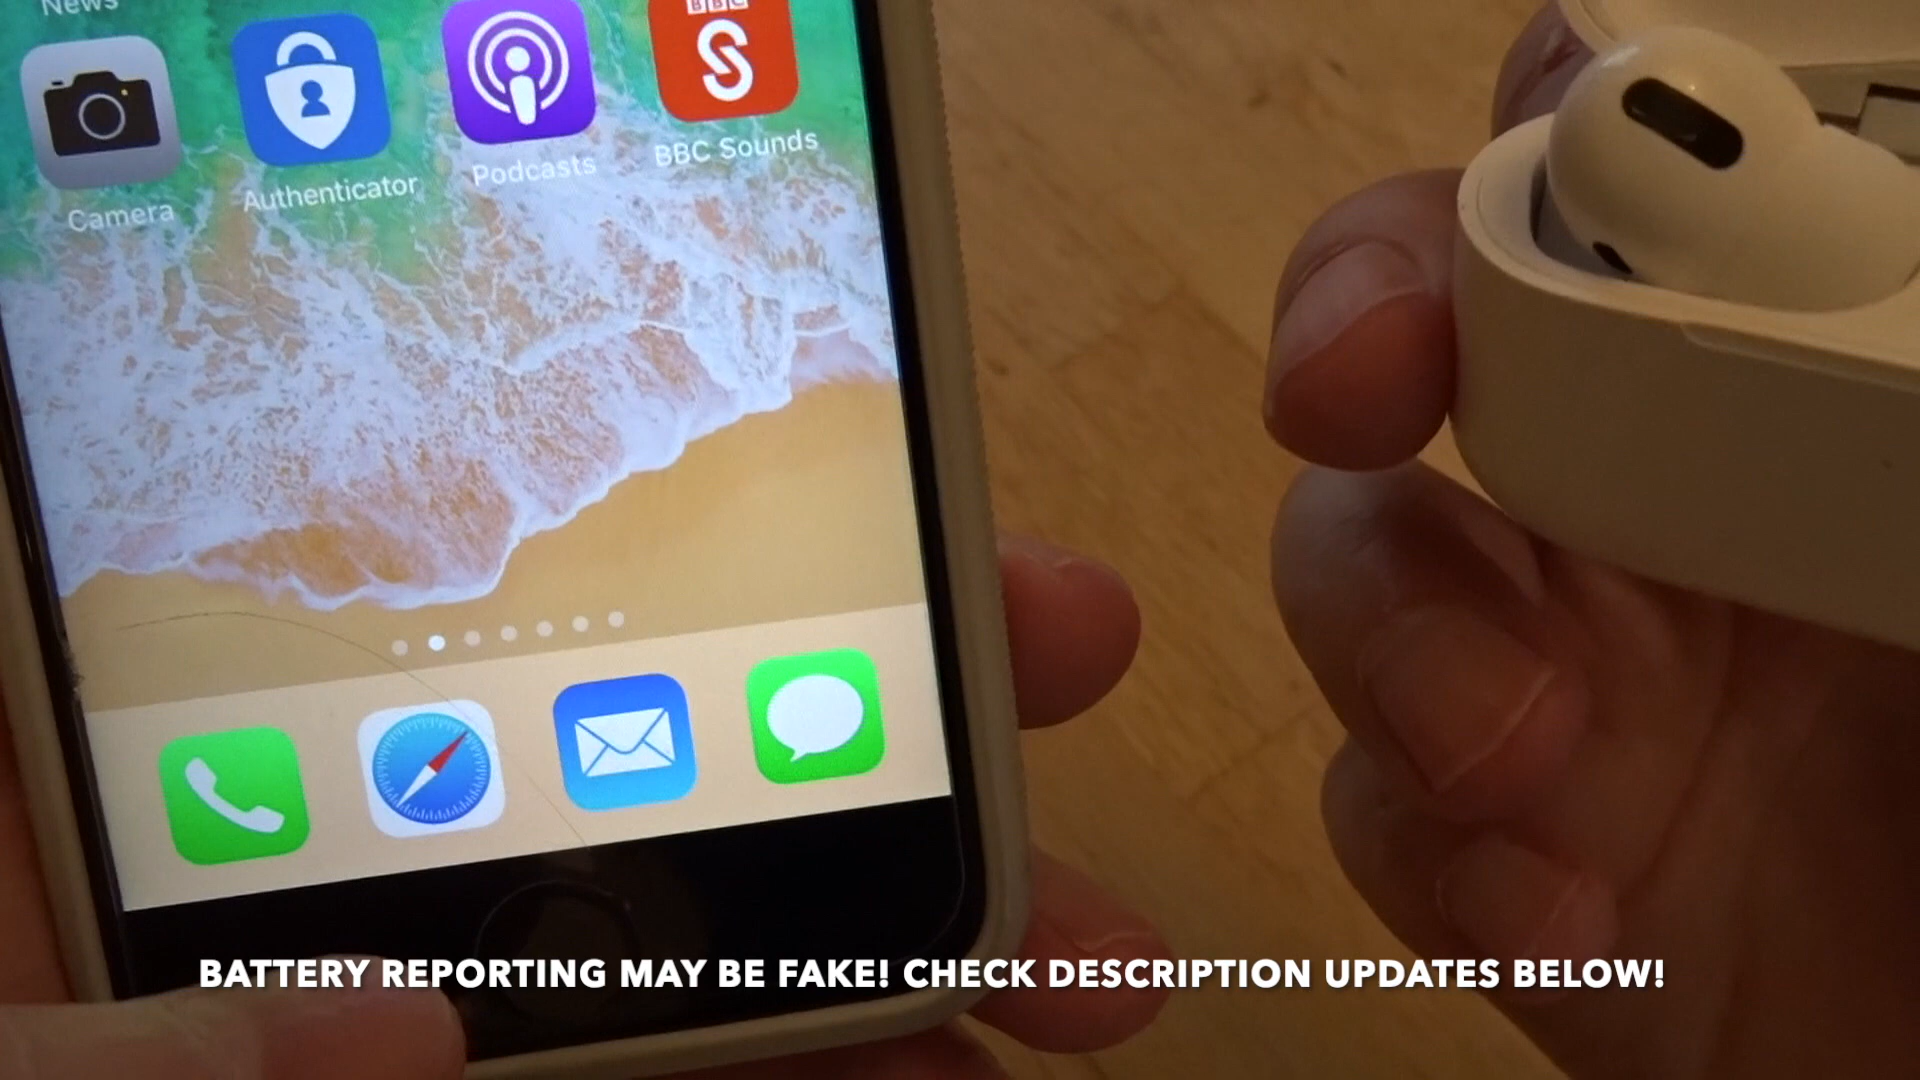 News
BBC
Camera
Authenticator
Podcasts
BBC Sounds
BATTERY REPORTING MAY BE FAKE! CHECK DESCRIPTION UPDATES BELOW!